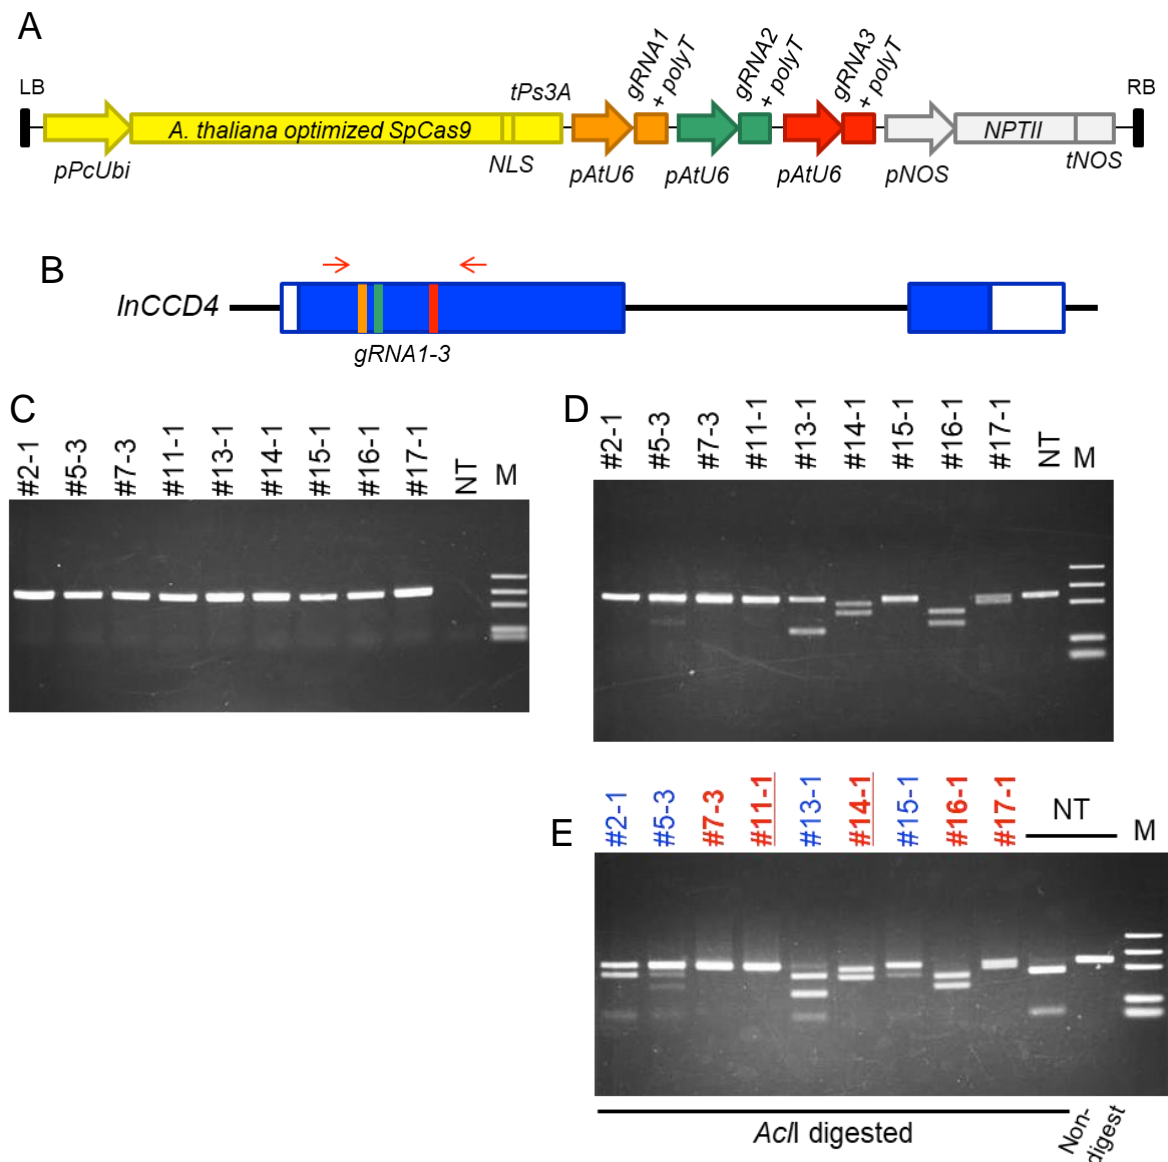 A
LB
tPs3A
gRNA1
+ polyT
gRNA2
+ polyT
gRNA3
+ polyT
RB
A. thaliana optimized SpCas9
NPTII
pPcUbi
NLS
pAtU6
pAtU6
pAtU6
pNOS
tNOS
B
InCCD4
gRNA1-3
C
#2-1
#5-3
#7-3
#11-1
#13-1
#14-1
#15-1
#16-1
#17-1
NT
M
D
#2-1
#5-3
#7-3
#11-1
#13-1
#14-1
#15-1
#16-1
#17-1
NT
M
E
#2-1
#5-3
#7-3
#11-1
#13-1
#14-1
#15-1
#16-1
#17-1
NT
M
AclI digested
Non-
digest